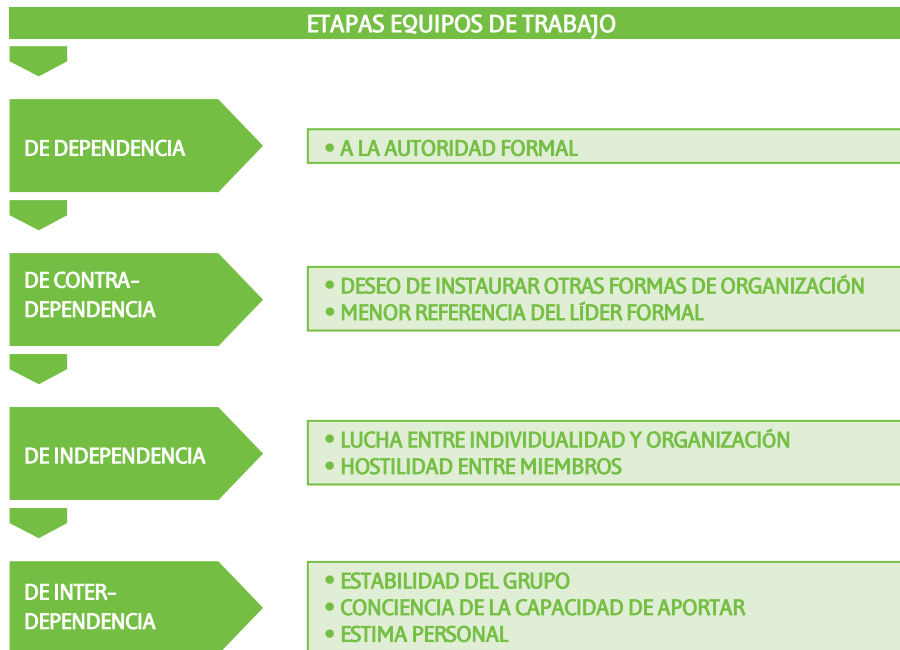 ETAPAS EQUIPOS DE TRABAJO
DE DEPENDENCIA
• A LA AUTORIDAD FORMAL
DE CONTRA-
DEPENDENCIA
• DESEO DE INSTAURAR OTRAS FORMAS DE ORGANIZACIÓN
• MENOR REFERENCIA DEL LÍDER FORMAL
DE INDEPENDENCIA
• LUCHA ENTRE INDIVIDUALIDAD Y ORGANIZACIÓN
• HOSTILIDAD ENTRE MIEMBROS
DE INTER-
DEPENDENCIA
• ESTABILIDAD DEL GRUPO
• CONCIENCIA DE LA CAPACIDAD DE APORTAR
• ESTIMA PERSONAL